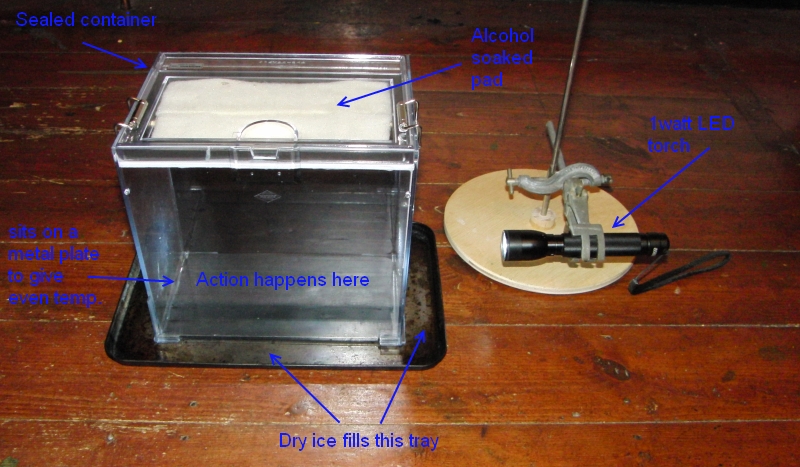 Sealed container
Alcohol
soaked
pad
1watt LED
torch
sits on a
metal plate
to give
even temp.
Action happens here
Dry ice fills this tray